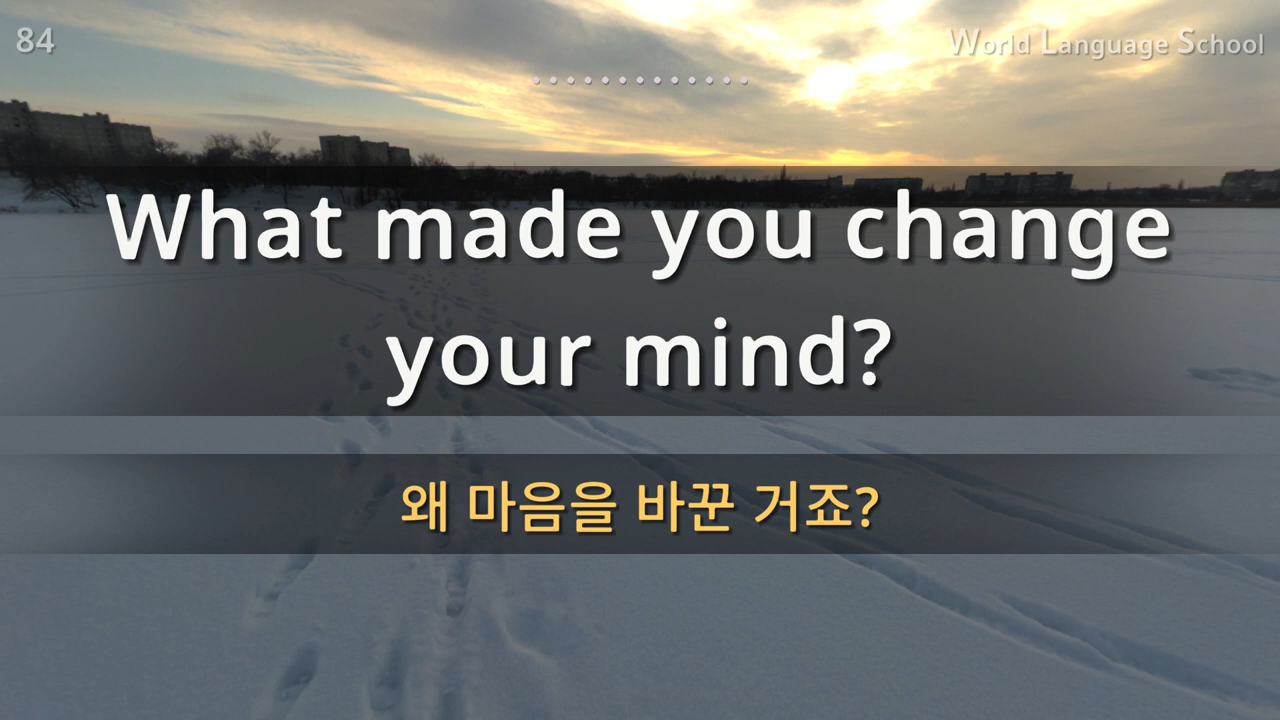 84
World Language School
What made you change
your mind?
왜 마음을 바꾼 거죠?